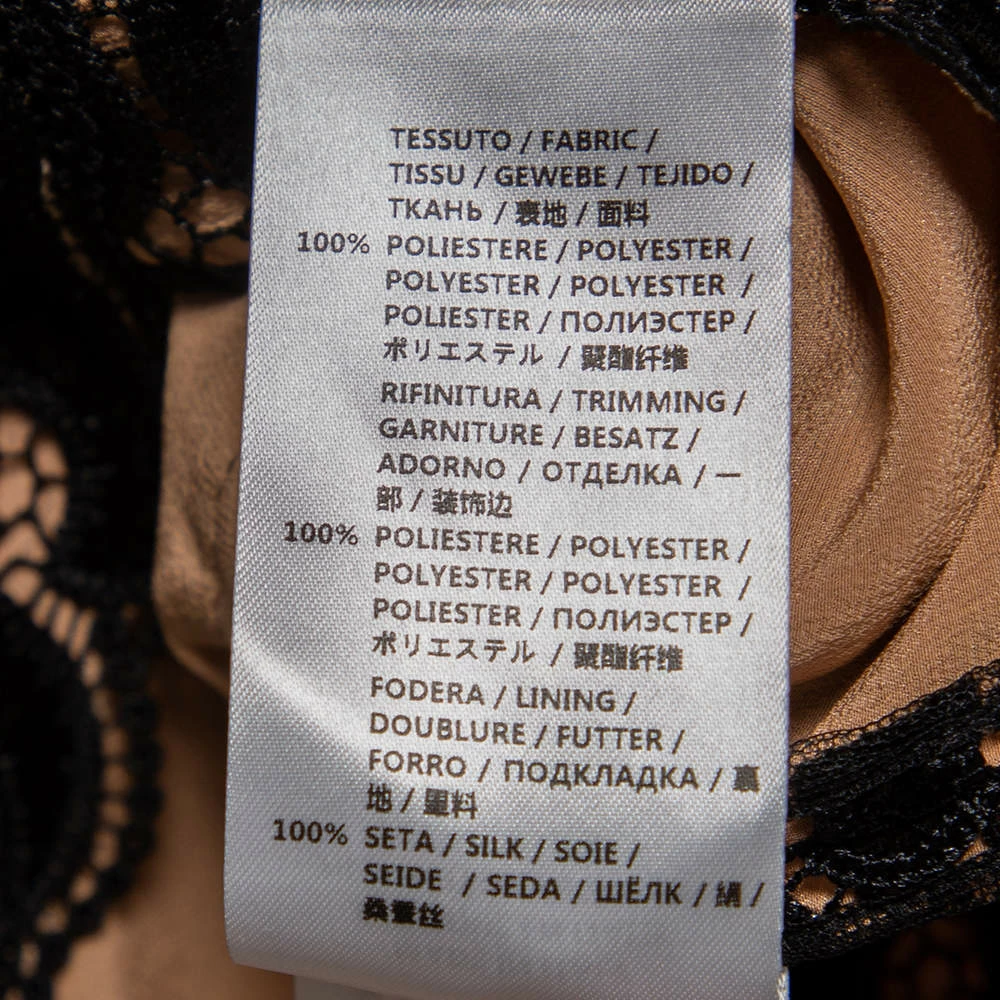 TESSUTO / FABRIC /
TISSU / GEWEBE / TEJIDO /
ТКАНЬ / 裏地 / 面料
100% POLIESTERE / POLYESTER /
POLYESTER / POLYESTER /
POLIESTER / ПОЛИЭСТЕР /
ポリエステル / 聚酯纤维
RIFINITURA / TRIMMING /
GARNITURE / BESATZ /
ADORNO / ОТДЕЛКА / 一
部 / 装饰边
100% POLIESTERE / POLYESTER /
POLYESTER / POLYESTER /
POLIESTER / ПОЛИЭСТЕР /
ポリエステル / 聚酯纤维
FODERA / LINING /
DOUBLURE / FUTTER /
FORRO / ПОДКЛАДКА / 裏
地 / 里料
100% SETA / SILK / SOIE /
SEIDE / SEDA / ШЁЛК / 絹 /
桑蚕丝